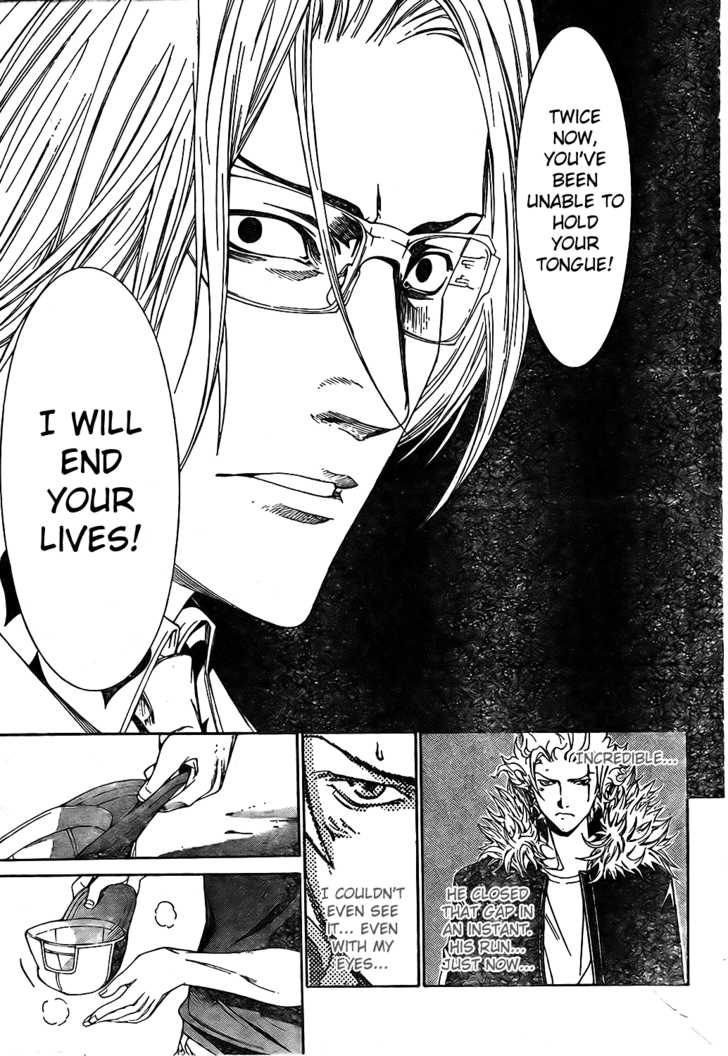 TWICE
NOW,
YOU'VE
BEEN
UNABLE TO
HOLD
YOUR
TONGUE!
I WILL
END
YOUR
LIVES!
INCREDIBLE...
HE CLOSED
THAT GAP IN
AN INSTANT.
HIS RUN...
JUST NOW...
I COULDN'T
EVEN SEE
IT... EVEN
WITH MY
EYES...